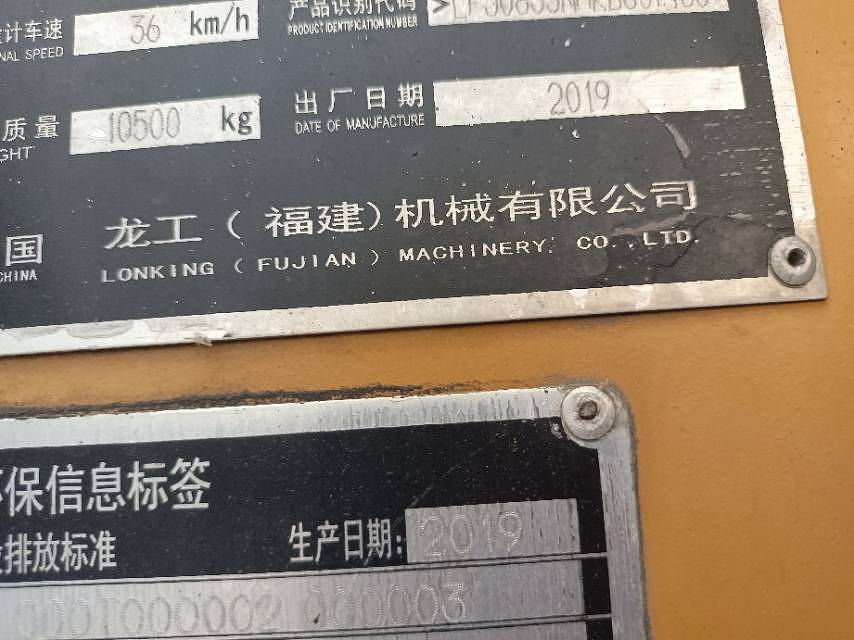 计车速 36 km/h 产品识别代码
NAL SPEED PRODUCT IDENTIFICATION NUMBER
质量 10500 kg 出厂日期 2019
GHT DATE OF MANUFACTURE
国 龙工（福建）机械有限公司
CHINA LONKING ( FUJIAN ) MACHINERY CO. ,LTD.
保信息标签
排放标准 生产日期: 2019
000003